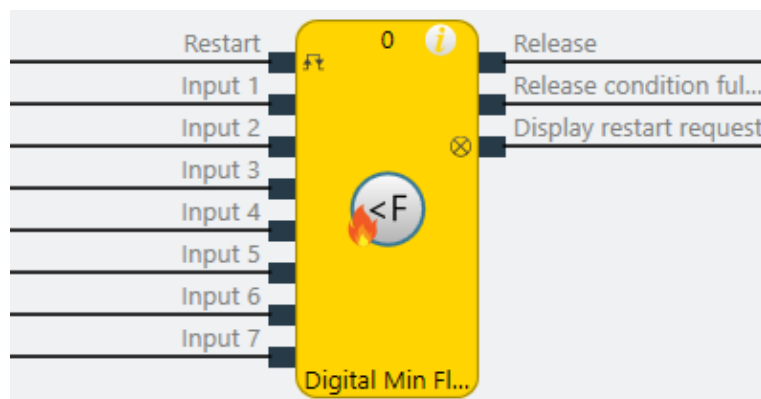 Restart
0
i
Release
Input 1
Release condition ful...
Input 2
Display restart request
Input 3
Input 4
<F
Input 5
Input 6
Input 7
Digital Min Fl...